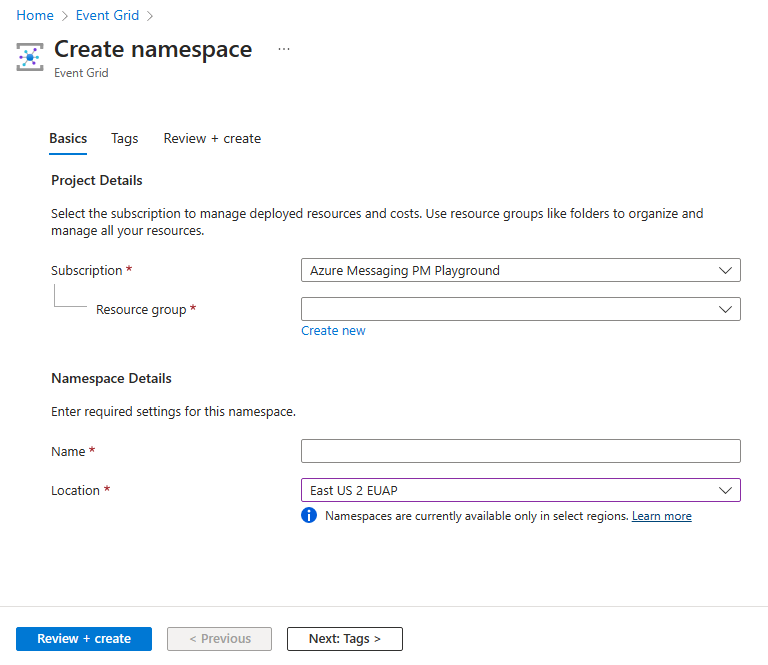 Home > Event Grid >
Create namespace ...
Event Grid
Basics Tags Review + create
Project Details
Select the subscription to manage deployed resources and costs. Use resource groups like folders to organize and
manage all your resources.
Subscription * Azure Messaging PM Playground
Resource group *
Create new
Namespace Details
Enter required settings for this namespace.
Name *
Location * East US 2 EUAP
Namespaces are currently available only in select regions. Learn more
Review + create < Previous Next: Tags >